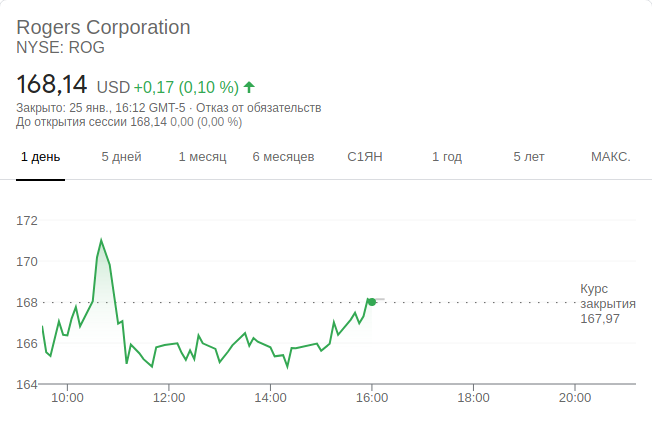 Rogers Corporation
NYSE: ROG
168,14 USD +0,17 (0,10 %)
Закрыто: 25 янв., 16:12 GMT-5 · Отказ от обязательств
До открытия сессии 168,14 0,00 (0,00 %)
1 день 5 дней 1 месяц 6 месяцев С1ЯН 1 год 5 лет МАКС.
172
170
168
166
164
Курс
закрытия
167,97
10:00 12:00 14:00 16:00 18:00 20:00